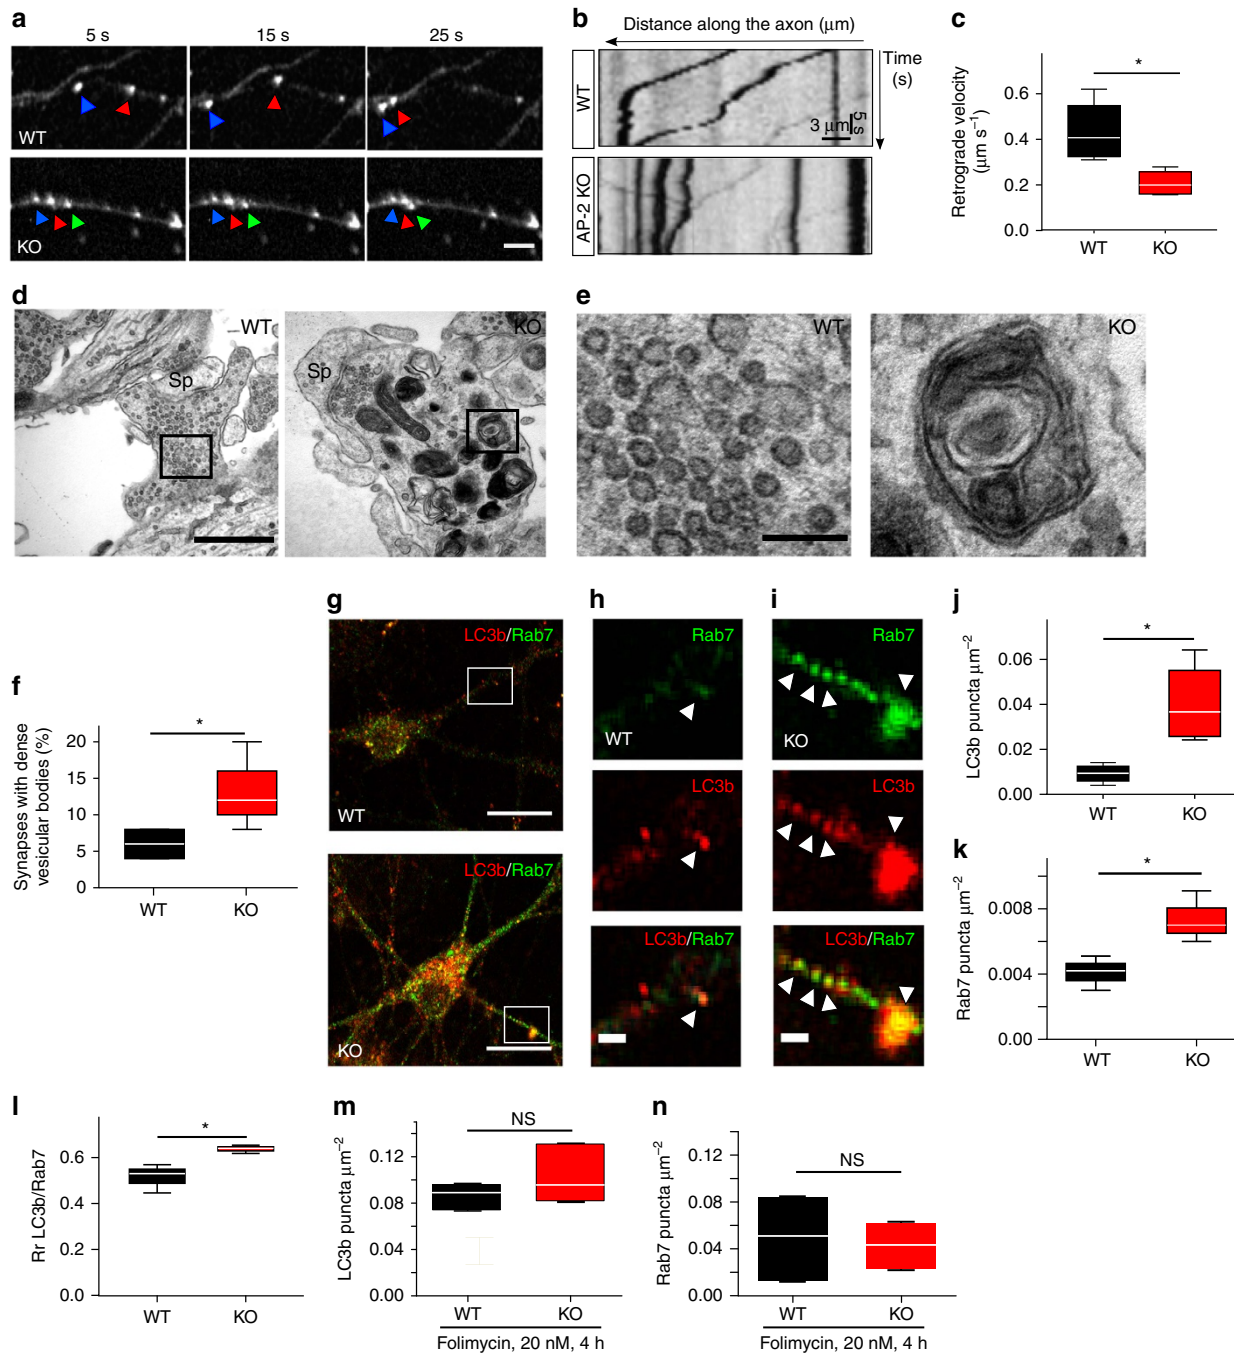 a
5 s
15 s
25 s
WT
KO
b
Distance along the axon (μm)
Time
(s)
WT
3 μm
5 s
AP-2 KO
c
Retrograde velocity
(μm s⁻¹)
0.6
0.4
0.2
0.0
*
WT
KO
d
WT
Sp
KO
Sp
e
WT
KO
f
Synapses with dense
vesicular bodies (%)
20
15
10
5
0
*
WT
KO
g
LC3b/Rab7
WT
LC3b/Rab7
KO
h
Rab7
WT
LC3b
LC3b/Rab7
i
Rab7
KO
LC3b
LC3b/Rab7
j
LC3b puncta μm⁻²
0.06
0.04
0.02
0.00
*
WT
KO
k
Rab7 puncta μm⁻²
0.008
0.004
0.00
*
WT
KO
l
Rr LC3b/Rab7
0.6
0.4
0.2
0.0
*
WT
KO
m
LC3b puncta μm⁻²
0.12
0.08
0.04
0.00
NS
WT
KO
Folimycin, 20 nM, 4 h
n
Rab7 puncta μm⁻²
0.12
0.08
0.04
0.00
NS
WT
KO
Folimycin, 20 nM, 4 h